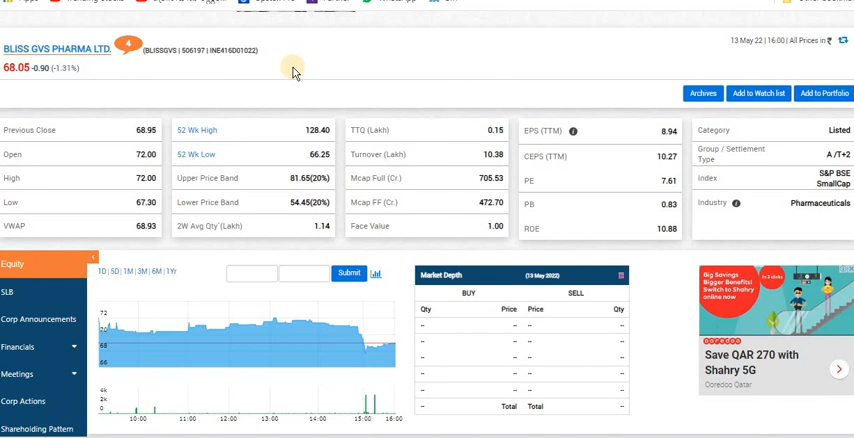 BLISS GVS PHARMA LTD.
4
(BLISSGVS | 506197 | INE416D01022)
13 May 22 | 16:00 | All Prices in ₹
68.05 -0.90 (-1.31%)
Archives
Add to Watch list
Add to Portfolio
Previous Close 68.95
Open 72.00
High 72.00
Low 67.30
VWAP 68.93
52 Wk High 128.40
52 Wk Low 66.25
Upper Price Band 81.65(20%)
Lower Price Band 54.45(20%)
2W Avg Qty (Lakh) 1.14
TTQ (Lakh) 0.15
Turnover (Lakh) 10.38
Mcap Full (Cr.) 705.53
Mcap FF (Cr.) 472.70
Face Value 1.00
EPS (TTM) 8.94
CEPS (TTM) 10.27
PE 7.61
PB 0.83
ROE 10.88
Category Listed
Group / Settlement
Type A /T+2
Index S&P BSE
SmallCap
Industry Pharmaceuticals
Equity
SLB
Corp Announcements
Financials
Meetings
Corp Actions
Shareholding Pattern
1D | 5D | 1M | 3M | 6M | 1Yr
Submit
72
70
68
66
4k
2k
0
10:00 11:00 12:00 13:00 14:00 15:00 16:00
Market Depth (13 May 2022)
BUY SELL
Qty Price Price Qty
-- -- -- --
-- -- -- --
-- -- -- --
-- -- -- --
-- -- -- --
-- Total Total --
Big Savings
Bigger Benefits!
Switch to Shahry
online now
In 3 clicks
ooredoo
Save QAR 270 with
Shahry 5G
Ooredoo Qatar